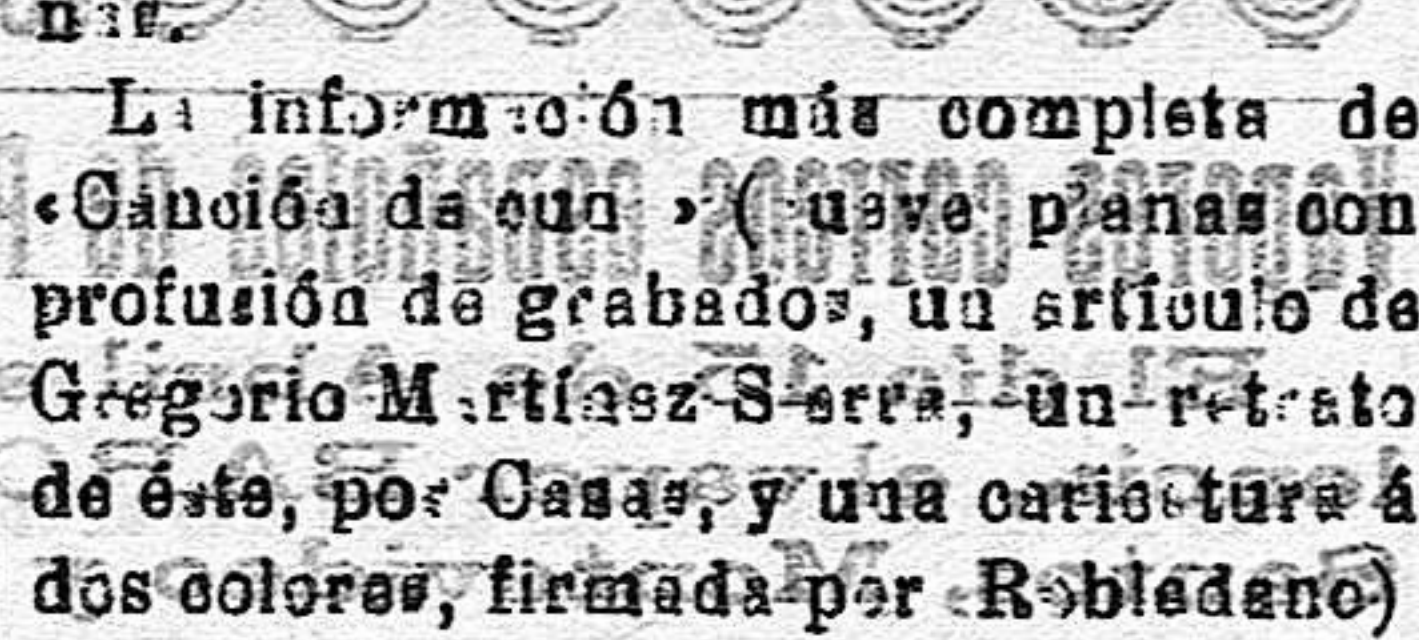 La información más completa de
«Canción de cuna» (nueve planas con
profusión de grabados, un artículo de
Gregorio Martínez Sierra, un retrato
de éste, por Casas, y una caricatura á
dos colores, firmada por Robledano)